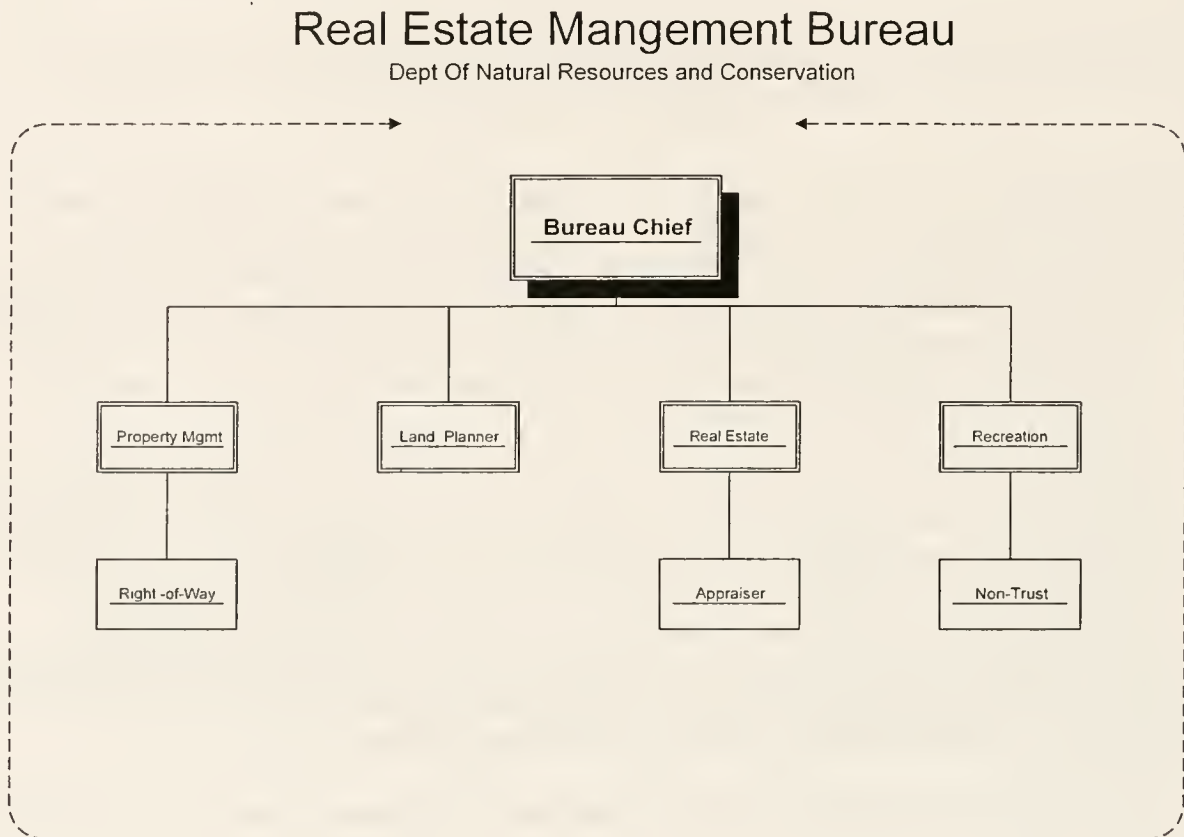 Real Estate Mangement Bureau
Dept Of Natural Resources and Conservation
Bureau Chief
Property Mgmt
Land Planner
Real Estate
Recreation
Right -of-Way
Appraiser
Non-Trust